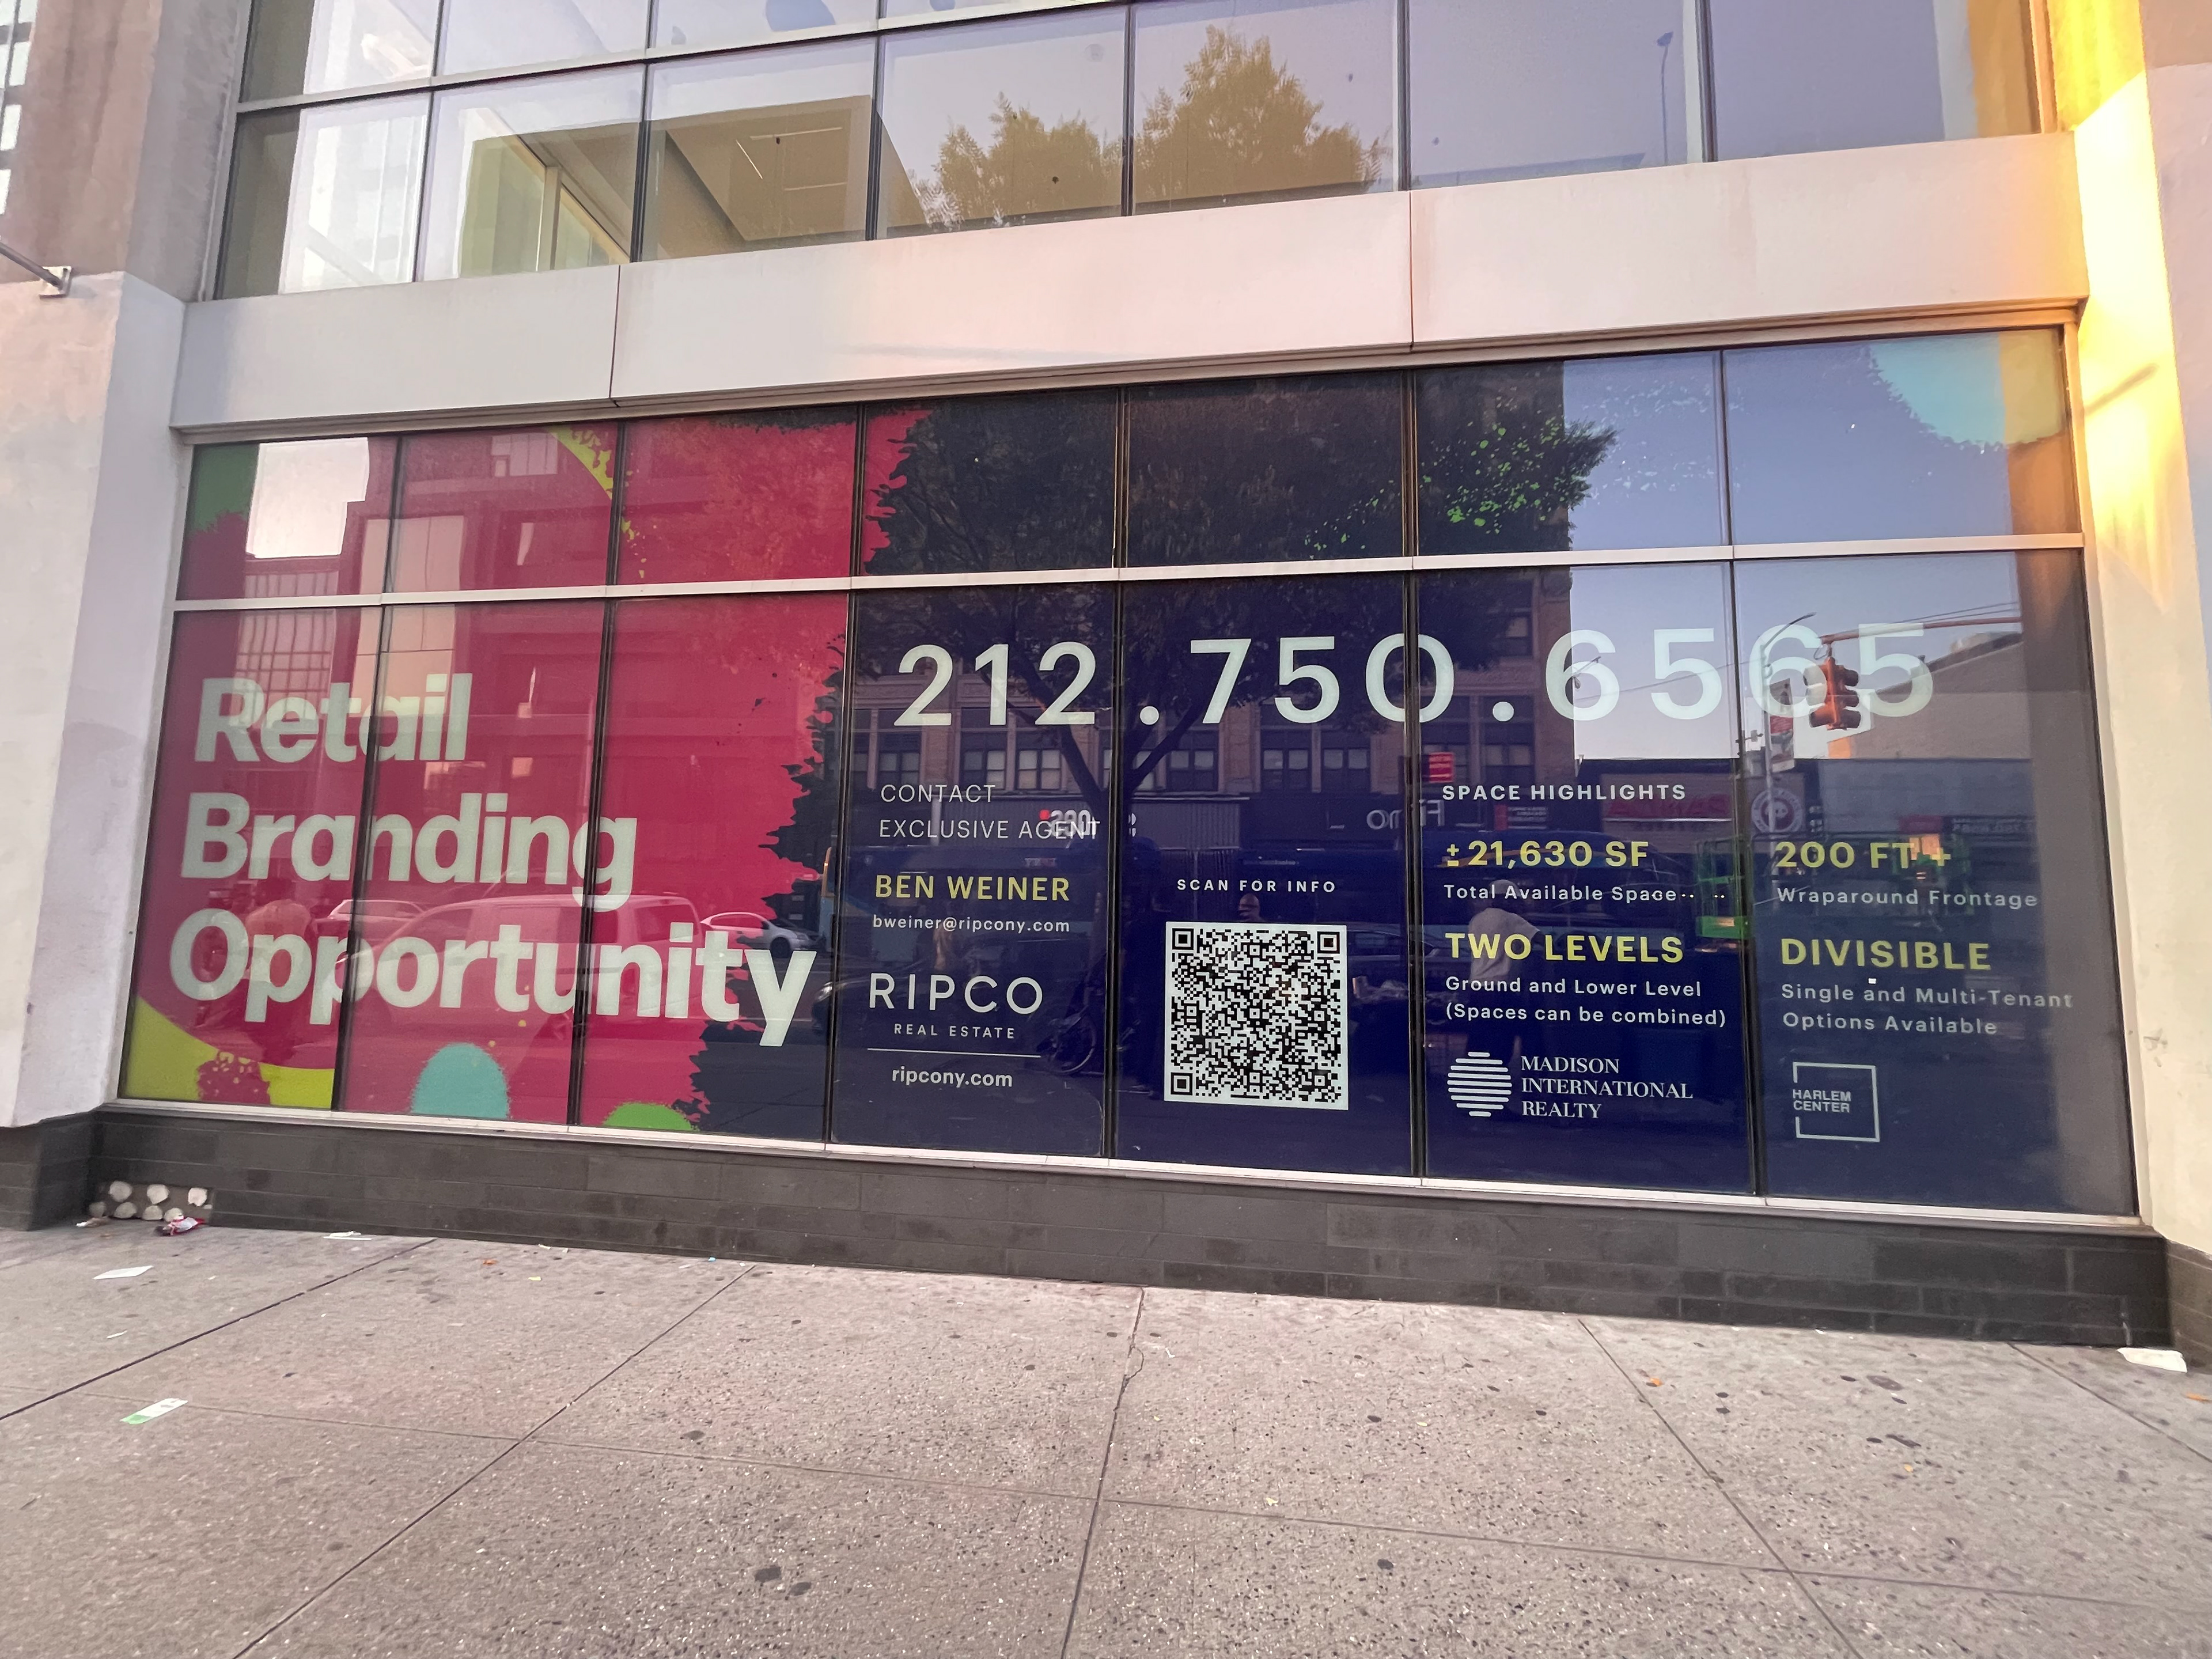 Retail
Branding
Opportunity
212.750.6565
CONTACT
EXCLUSIVE AGENT
BEN WEINER
bweiner@ripcony.com
RIPCO
REAL ESTATE
ripcony.com
SCAN FOR INFO
SPACE HIGHLIGHTS
±21,630 SF
Total Available Space
TWO LEVELS
Ground and Lower Level
(Spaces can be combined)
MADISON
INTERNATIONAL
REALTY
200 FT +
Wraparound Frontage
DIVISIBLE
Single and Multi-Tenant
Options Available
HARLEM
CENTER